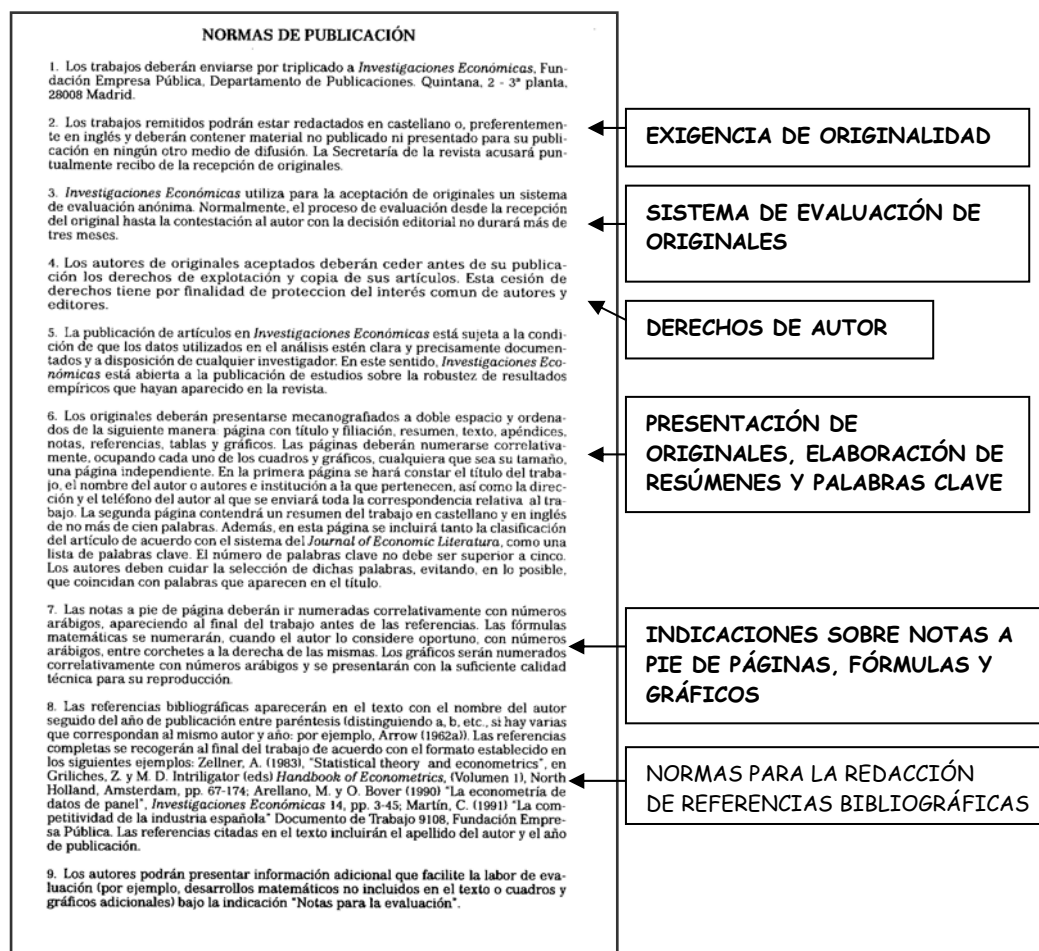 NORMAS DE PUBLICACIÓN
1. Los trabajos deberán enviarse por triplicado a Investigaciones Económicas, Fun-
dación Empresa Pública, Departamento de Publicaciones. Quintana, 2 - 3ª planta,
28008 Madrid.
2. Los trabajos remitidos podrán estar redactados en castellano o, preferentemen-
te en inglés y deberán contener material no publicado ni presentado para su publi-
cación en ningún otro medio de difusión. La Secretaría de la revista acusará pun-
tualmente recibo de la recepción de originales.
3. Investigaciones Económicas utiliza para la aceptación de originales un sistema
de evaluación anónima. Normalmente, el proceso de evaluación desde la recepción
del original hasta la contestación al autor con la decisión editorial no durará más de
tres meses.
4. Los autores de originales aceptados deberán ceder antes de su publica-
ción los derechos de explotación y copia de sus artículos. Esta cesión de
derechos tiene por finalidad de proteccion del interés comun de autores y
editores.
5. La publicación de artículos en Investigaciones Económicas está sujeta a la condi-
ción de que los datos utilizados en el análisis estén clara y precisamente documen-
tados y a disposición de cualquier investigador. En este sentido, Investigaciones Eco-
nómicas está abierta a la publicación de estudios sobre la robustez de resultados
empíricos que hayan aparecido en la revista.
6. Los originales deberán presentarse mecanografiados a doble espacio y ordena-
dos de la siguiente manera: página con título y filiación, resumen, texto, apéndices,
notas, referencias, tablas y gráficos. Las páginas deberán numerarse correlativa-
mente, ocupando cada uno de los cuadros y gráficos, cualquiera que sea su tamaño,
una página independiente. En la primera página se hará constar el título del traba-
jo, el nombre del autor o autores e institución a la que pertenecen, así como la direc-
ción y el teléfono del autor al que se enviará toda la correspondencia relativa al tra-
bajo. La segunda página contendrá un resumen del trabajo en castellano y en inglés
de no más de cien palabras. Además, en esta página se incluirá tanto la clasificación
del artículo de acuerdo con el sistema del Journal of Economic Literatura, como una
lista de palabras clave. El número de palabras clave no debe ser superior a cinco.
Los autores deben cuidar la selección de dichas palabras, evitando, en lo posible,
que coincidan con palabras que aparecen en el título.
7. Las notas a pie de página deberán ir numeradas correlativamente con números
arábigos, apareciendo al final del trabajo antes de las referencias. Las fórmulas
matemáticas se numerarán, cuando el autor lo considere oportuno, con números
arábigos, entre corchetes a la derecha de las mismas. Los gráficos serán numerados
correlativamente con números arábigos y se presentarán con la suficiente calidad
técnica para su reproducción.
8. Las referencias bibliográficas aparecerán en el texto con el nombre del autor
seguido del año de publicación entre paréntesis (distinguiendo a, b, etc., si hay varias
que correspondan al mismo autor y año: por ejemplo, Arrow (1962a)). Las referencias
completas se recogerán al final del trabajo de acuerdo con el formato establecido en
los siguientes ejemplos: Zellner, A. (1983), "Statistical theory and econometrics", en
Griliches, Z. y M. D. Intriligator (eds) Handbook of Econometrics, (Volumen 1), North
Holland, Amsterdam, pp. 67-174; Arellano, M. y O. Bover (1990) "La econometría de
datos de panel", Investigaciones Económicas 14, pp. 3-45; Martín, C. (1991) "La com-
petitividad de la industria española" Documento de Trabajo 9108, Fundación Empre-
sa Pública. Las referencias citadas en el texto incluirán el apellido del autor y el año
de publicación.
9. Los autores podrán presentar información adicional que facilite la labor de eva-
luación (por ejemplo, desarrollos matemáticos no incluidos en el texto o cuadros y
gráficos adicionales) bajo la indicación "Notas para la evaluación".
EXIGENCIA DE ORIGINALIDAD
SISTEMA DE EVALUACIÓN DE
ORIGINALES
DERECHOS DE AUTOR
PRESENTACIÓN DE
ORIGINALES, ELABORACIÓN DE
RESÚMENES Y PALABRAS CLAVE
INDICACIONES SOBRE NOTAS A
PIE DE PÁGINAS, FÓRMULAS Y
GRÁFICOS
NORMAS PARA LA REDACCIÓN
DE REFERENCIAS BIBLIOGRÁFICAS